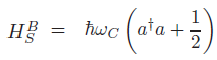 H_S^B = ħω_C (a†a + 1/2)